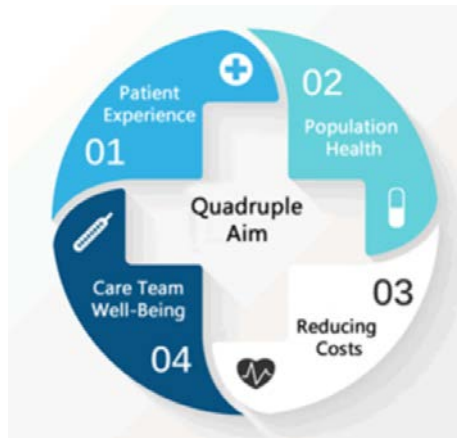 Patient
Experience
01
02
Population
Health
Quadruple
Aim
03
Reducing
Costs
Care Team
Well-Being
04